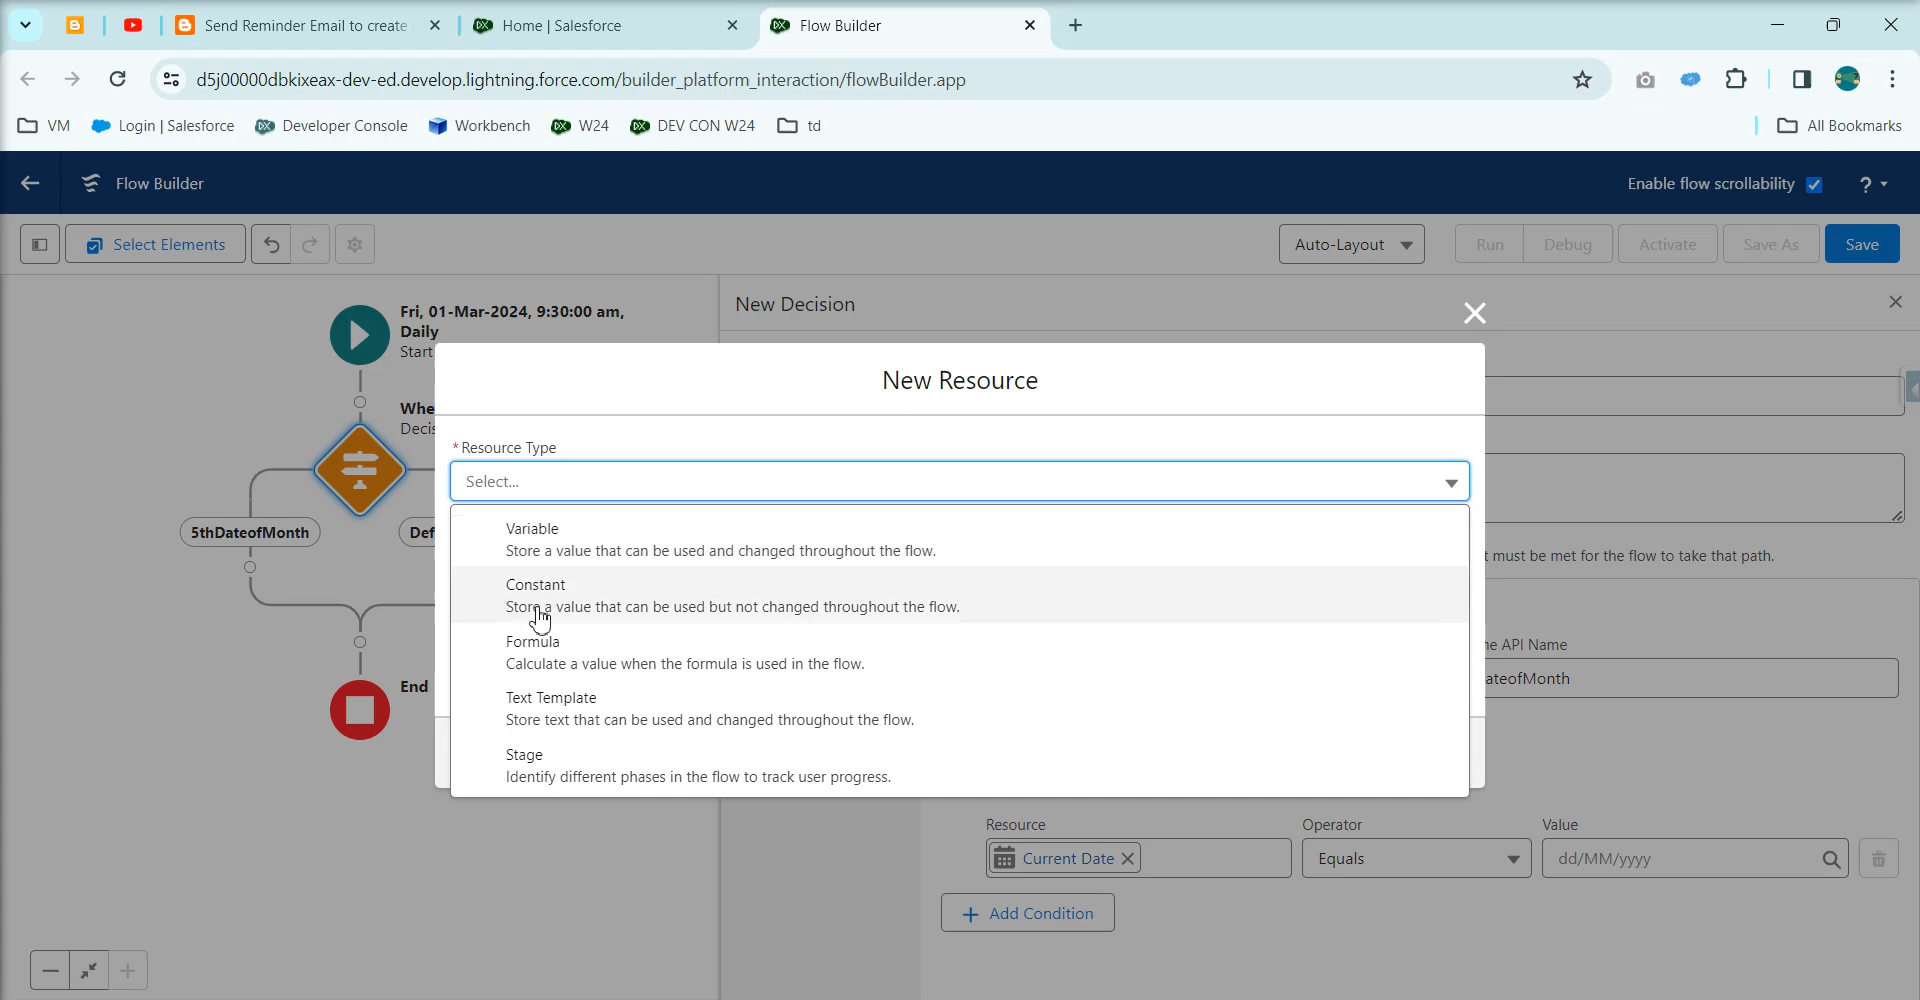 Send Reminder Email to create
Home | Salesforce
Flow Builder
d5j00000dbkixeax-dev-ed.develop.lightning.force.com/builder_platform_interaction/flowBuilder.app
VM
Login | Salesforce
Developer Console
Workbench
W24
DEV CON W24
td
All Bookmarks
Flow Builder
Enable flow scrollability
?
Select Elements
Auto-Layout
Run
Debug
Activate
Save As
Save
Fri, 01-Mar-2024, 9:30:00 am,
Daily
Start
Whe
Decis
5thDateofMonth
Def
End
New Decision
New Resource
* Resource Type
Select...
Variable
Store a value that can be used and changed throughout the flow.
Constant
Store a value that can be used but not changed throughout the flow.
Formula
Calculate a value when the formula is used in the flow.
Text Template
Store text that can be used and changed throughout the flow.
Stage
Identify different phases in the flow to track user progress.
t must be met for the flow to take that path.
ne API Name
ateofMonth
Resource
Operator
Value
Current Date
Equals
dd/MM/yyyy
Add Condition